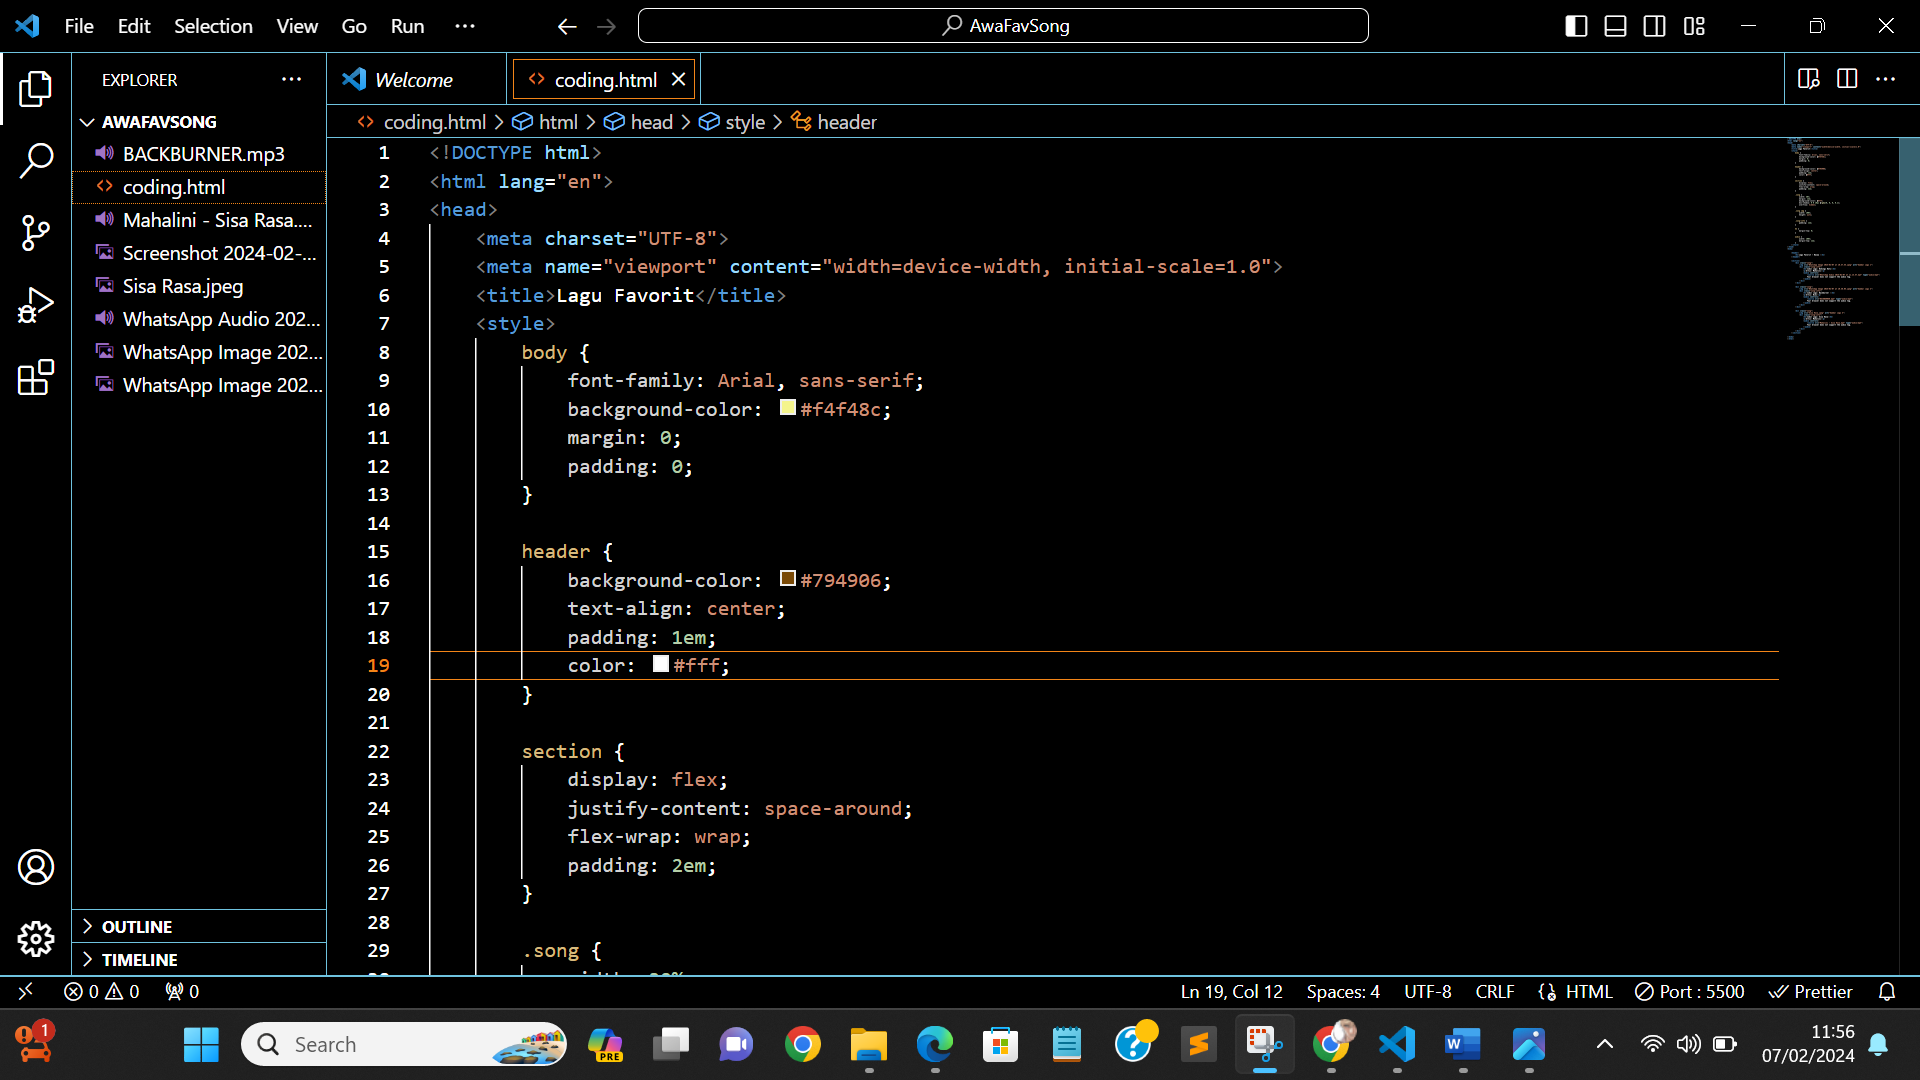 File Edit Selection View Go Run ···
AwaFavSong
EXPLORER ···
Welcome
coding.html
AWAFAVSONG
BACKBURNER.mp3
coding.html
Mahalini - Sisa Rasa....
Screenshot 2024-02-...
Sisa Rasa.jpeg
WhatsApp Audio 202...
WhatsApp Image 202...
WhatsApp Image 202...
OUTLINE
TIMELINE
coding.html > html > head > style > header
1 <!DOCTYPE html>
2 <html lang="en">
3 <head>
4 <meta charset="UTF-8">
5 <meta name="viewport" content="width=device-width, initial-scale=1.0">
6 <title>Lagu Favorit</title>
7 <style>
8 body {
9 font-family: Arial, sans-serif;
10 background-color: #f4f48c;
11 margin: 0;
12 padding: 0;
13 }
14
15 header {
16 background-color: #794906;
17 text-align: center;
18 padding: 1em;
19 color: #fff;
20 }
21
22 section {
23 display: flex;
24 justify-content: space-around;
25 flex-wrap: wrap;
26 padding: 2em;
27 }
28
29 .song {
0 0 0
Ln 19, Col 12 Spaces: 4 UTF-8 CRLF HTML Port : 5500 Prettier
1
Search
PRE
11:56
07/02/2024